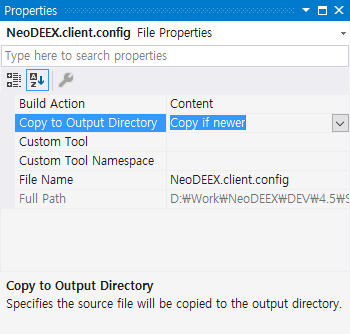 Properties
NeoDEEX.client.config File Properties
Type here to search properties
Build Action Content
Copy to Output Directory Copy if newer
Custom Tool
Custom Tool Namespace
File Name NeoDEEX.client.config
Full Path D:₩Work₩NeoDEEX₩DEV₩4.5₩S
Copy to Output Directory
Specifies the source file will be copied to the output directory.